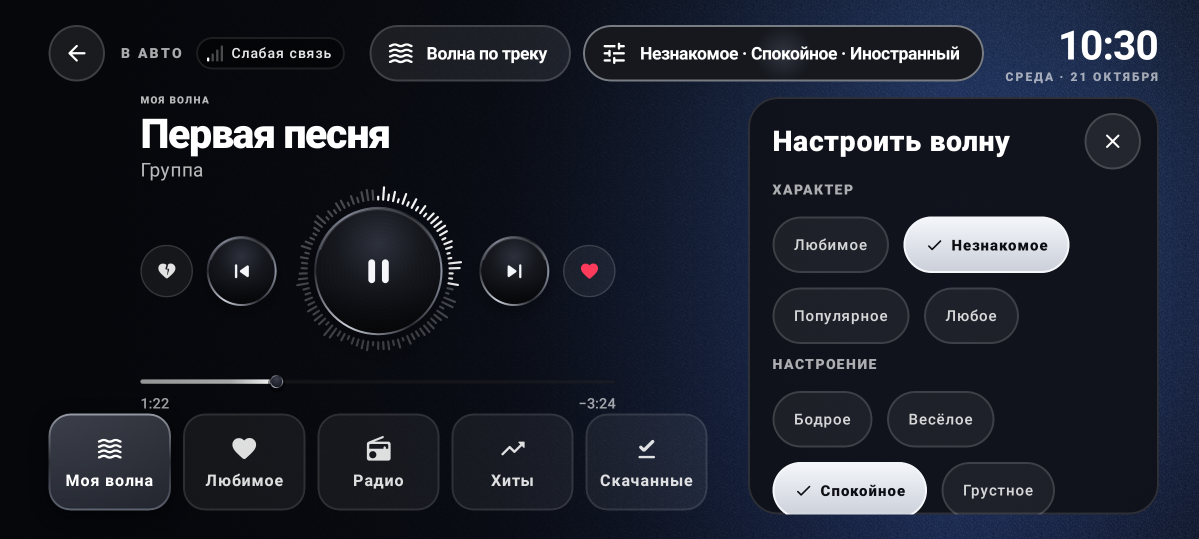 В АВТО
Слабая связь
Волна по треку
Незнакомое · Спокойное · Иностранный
10:30
СРЕДА · 21 ОКТЯБРЯ
МОЯ ВОЛНА
Первая песня
Группа
1:22
−3:24
Моя волна
Любимое
Радио
Хиты
Скачанные
Настроить волну
ХАРАКТЕР
Любимое
Незнакомое
Популярное
Любое
НАСТРОЕНИЕ
Бодрое
Весёлое
Спокойное
Грустное